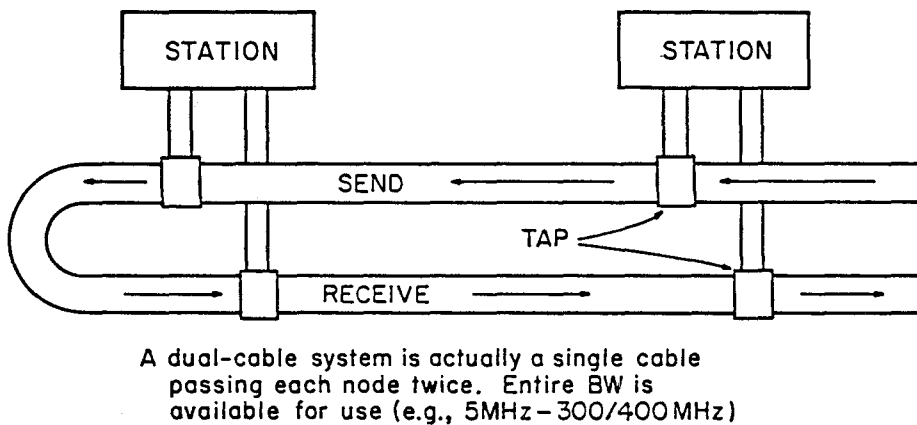 STATION
STATION
SEND
TAP
RECEIVE
A dual-cable system is actually a single cable
passing each node twice. Entire BW is
available for use (e.g., 5MHz-300/400MHz)